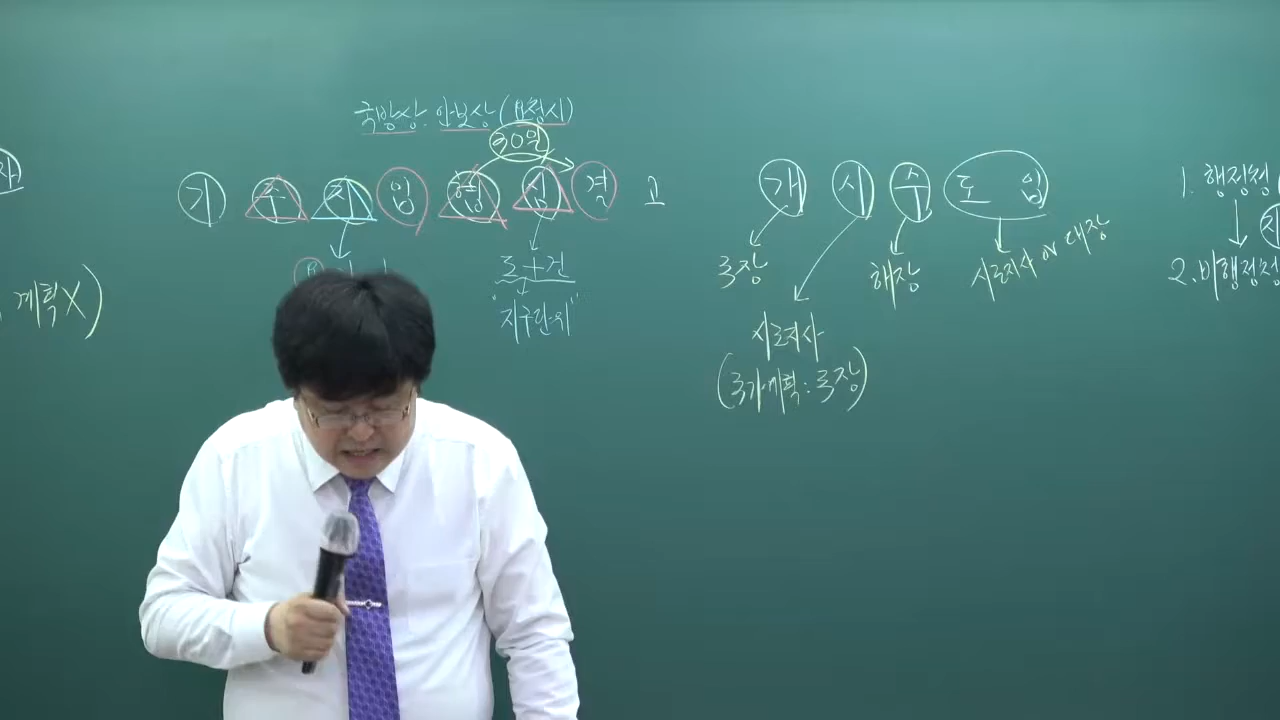 국방상. 안보상(요청시)
30일
기 주 지 입 협 심 결 고
도+건
"지구단위"
계획X)
개 시 수 도 입
국장
해장
시도지사 or 대장
시도지사
(국가계획:국장)
1. 행정청
2. 비행정청